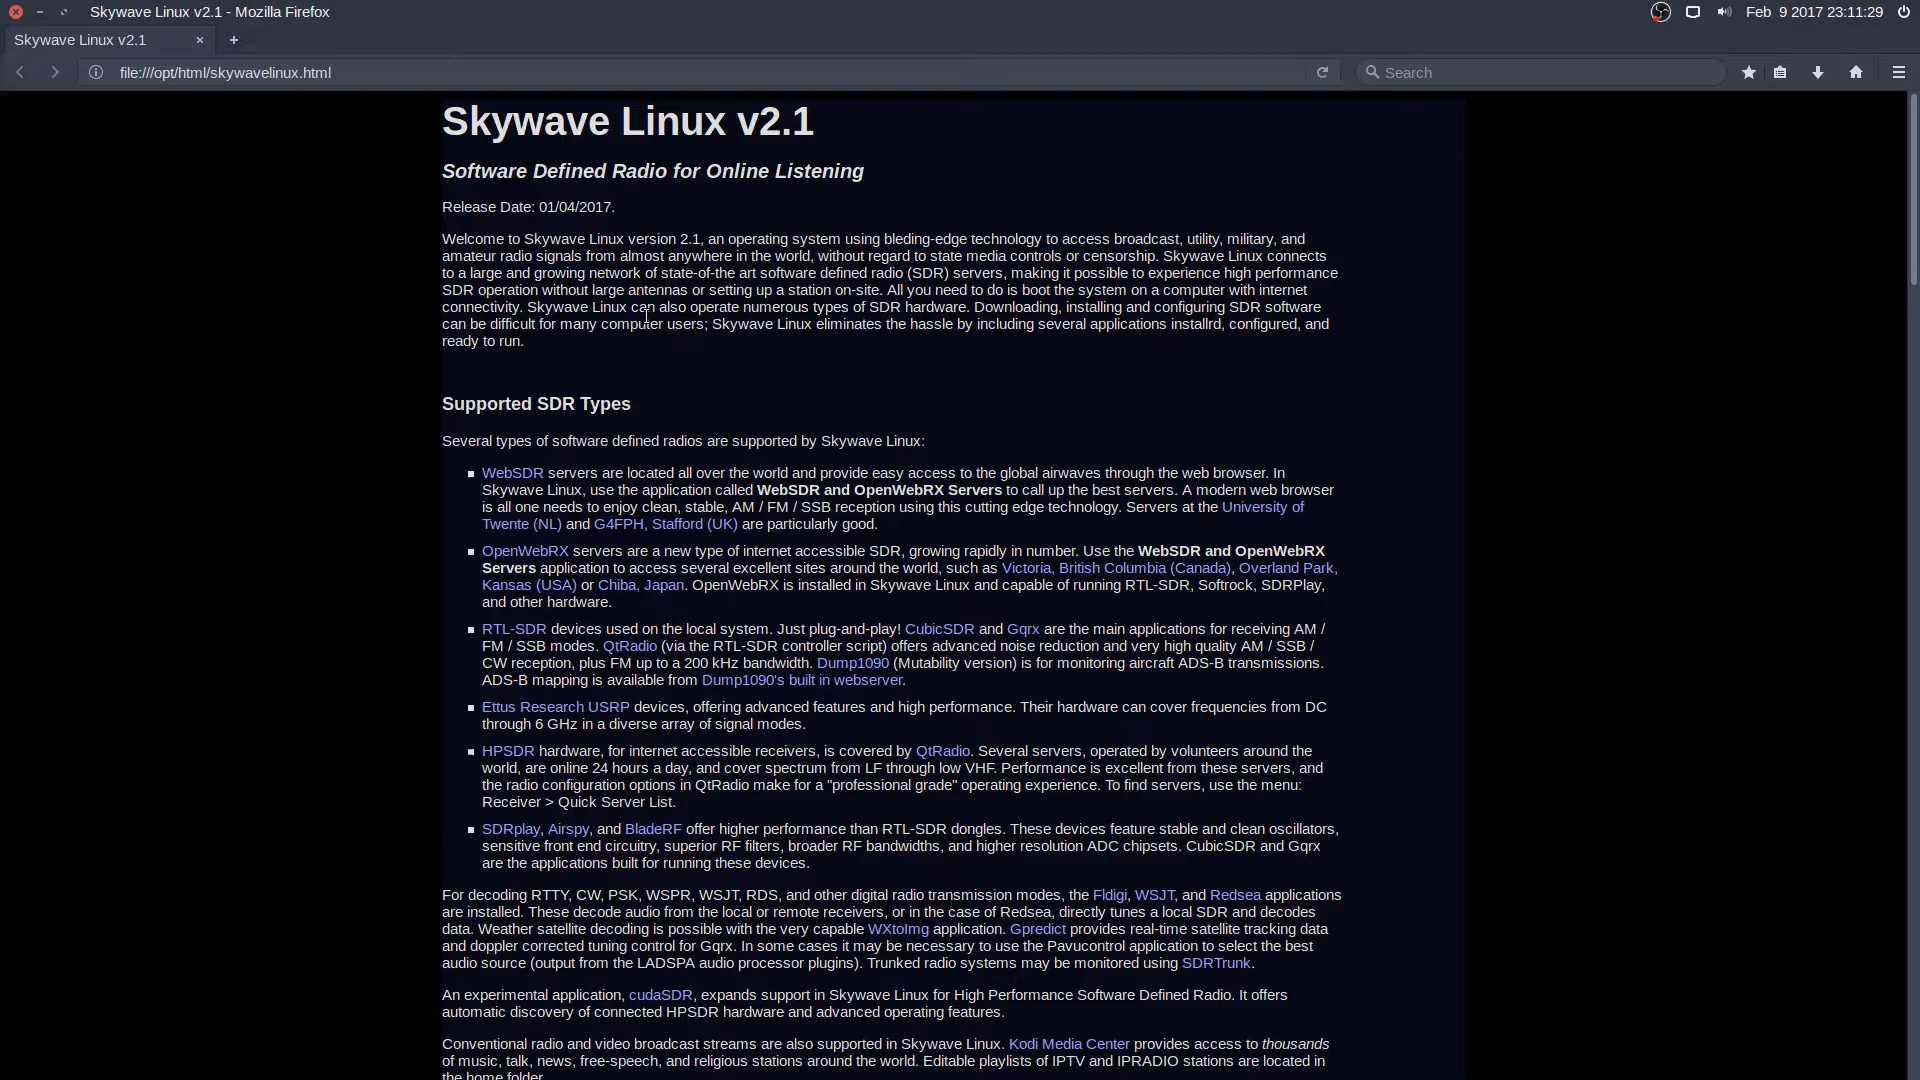 Skywave Linux v2.1 - Mozilla Firefox
Feb 9 2017 23:11:29
Skywave Linux v2.1
file:///opt/html/skywavelinux.html
Search
Skywave Linux v2.1
Software Defined Radio for Online Listening
Release Date: 01/04/2017.
Welcome to Skywave Linux version 2.1, an operating system using bleding-edge technology to access broadcast, utility, military, and
amateur radio signals from almost anywhere in the world, without regard to state media controls or censorship. Skywave Linux connects
to a large and growing network of state-of-the art software defined radio (SDR) servers, making it possible to experience high performance
SDR operation without large antennas or setting up a station on-site. All you need to do is boot the system on a computer with internet
connectivity. Skywave Linux can also operate numerous types of SDR hardware. Downloading, installing and configuring SDR software
can be difficult for many computer users; Skywave Linux eliminates the hassle by including several applications installrd, configured, and
ready to run.
Supported SDR Types
Several types of software defined radios are supported by Skywave Linux:
WebSDR servers are located all over the world and provide easy access to the global airwaves through the web browser. In
Skywave Linux, use the application called WebSDR and OpenWebRX Servers to call up the best servers. A modern web browser
is all one needs to enjoy clean, stable, AM / FM / SSB reception using this cutting edge technology. Servers at the University of
Twente (NL) and G4FPH, Stafford (UK) are particularly good.
OpenWebRX servers are a new type of internet accessible SDR, growing rapidly in number. Use the WebSDR and OpenWebRX
Servers application to access several excellent sites around the world, such as Victoria, British Columbia (Canada), Overland Park,
Kansas (USA) or Chiba, Japan. OpenWebRX is installed in Skywave Linux and capable of running RTL-SDR, Softrock, SDRPlay,
and other hardware.
RTL-SDR devices used on the local system. Just plug-and-play! CubicSDR and Gqrx are the main applications for receiving AM /
FM / SSB modes. QtRadio (via the RTL-SDR controller script) offers advanced noise reduction and very high quality AM / SSB /
CW reception, plus FM up to a 200 kHz bandwidth. Dump1090 (Mutability version) is for monitoring aircraft ADS-B transmissions.
ADS-B mapping is available from Dump1090's built in webserver.
Ettus Research USRP devices, offering advanced features and high performance. Their hardware can cover frequencies from DC
through 6 GHz in a diverse array of signal modes.
HPSDR hardware, for internet accessible receivers, is covered by QtRadio. Several servers, operated by volunteers around the
world, are online 24 hours a day, and cover spectrum from LF through low VHF. Performance is excellent from these servers, and
the radio configuration options in QtRadio make for a "professional grade" operating experience. To find servers, use the menu:
Receiver > Quick Server List.
SDRplay, Airspy, and BladeRF offer higher performance than RTL-SDR dongles. These devices feature stable and clean oscillators,
sensitive front end circuitry, superior RF filters, broader RF bandwidths, and higher resolution ADC chipsets. CubicSDR and Gqrx
are the applications built for running these devices.
For decoding RTTY, CW, PSK, WSPR, WSJT, RDS, and other digital radio transmission modes, the Fldigi, WSJT, and Redsea applications
are installed. These decode audio from the local or remote receivers, or in the case of Redsea, directly tunes a local SDR and decodes
data. Weather satellite decoding is possible with the very capable WXtoImg application. Gpredict provides real-time satellite tracking data
and doppler corrected tuning control for Gqrx. In some cases it may be necessary to use the Pavucontrol application to select the best
audio source (output from the LADSPA audio processor plugins). Trunked radio systems may be monitored using SDRTrunk.
An experimental application, cudaSDR, expands support in Skywave Linux for High Performance Software Defined Radio. It offers
automatic discovery of connected HPSDR hardware and advanced operating features.
Conventional radio and video broadcast streams are also supported in Skywave Linux. Kodi Media Center provides access to thousands
of music, talk, news, free-speech, and religious stations around the world. Editable playlists of IPTV and IPRADIO stations are located in
the home folder.